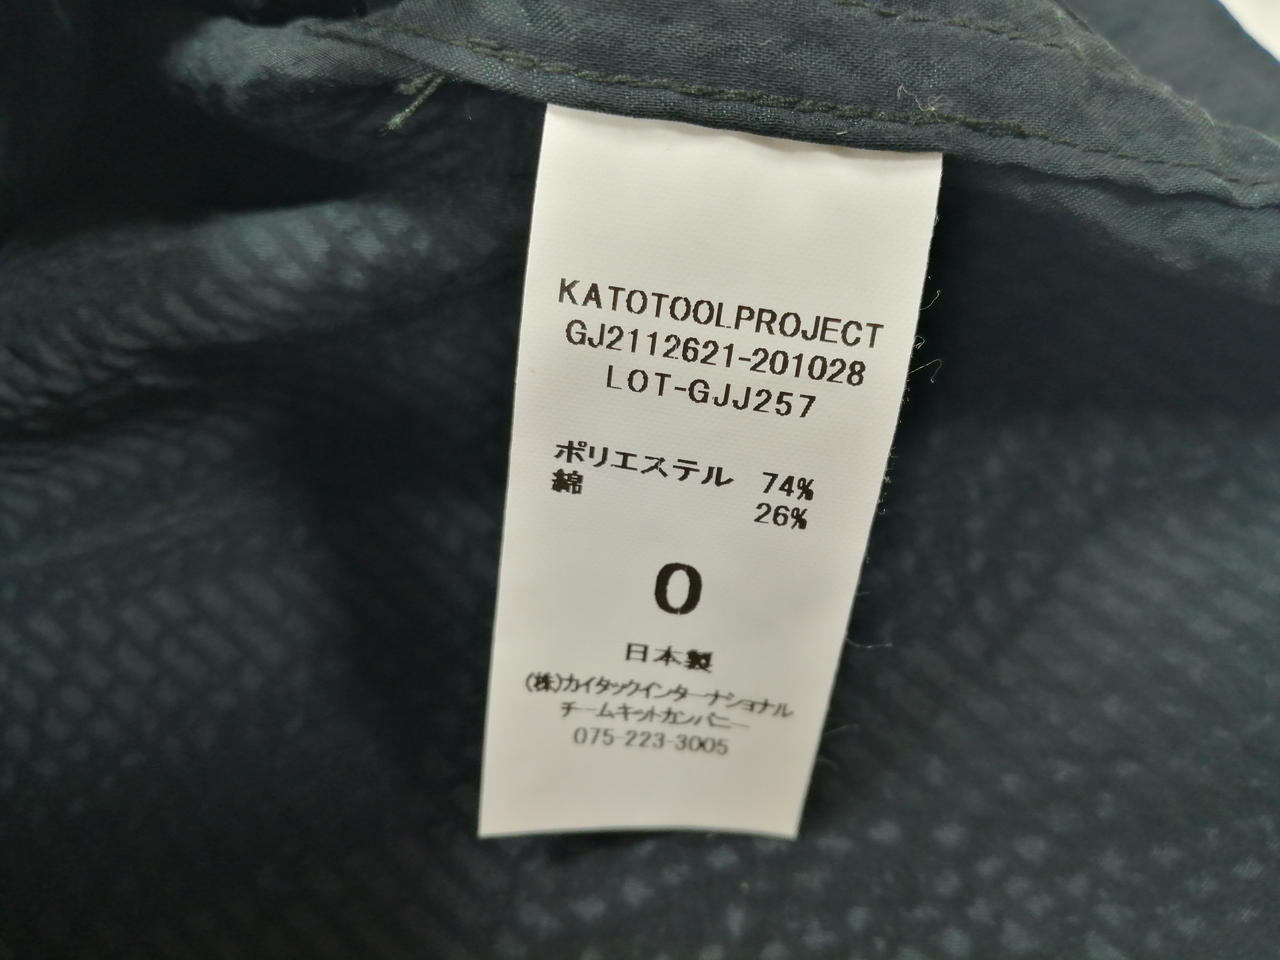 KATOTOOLPROJECT
GJ2112621-201028
LOT-GJJ257
ポリエステル 74%
綿 26%
0
日本製
(株)カイタックインターナショナル
チームキットカンパニー
075-223-3005